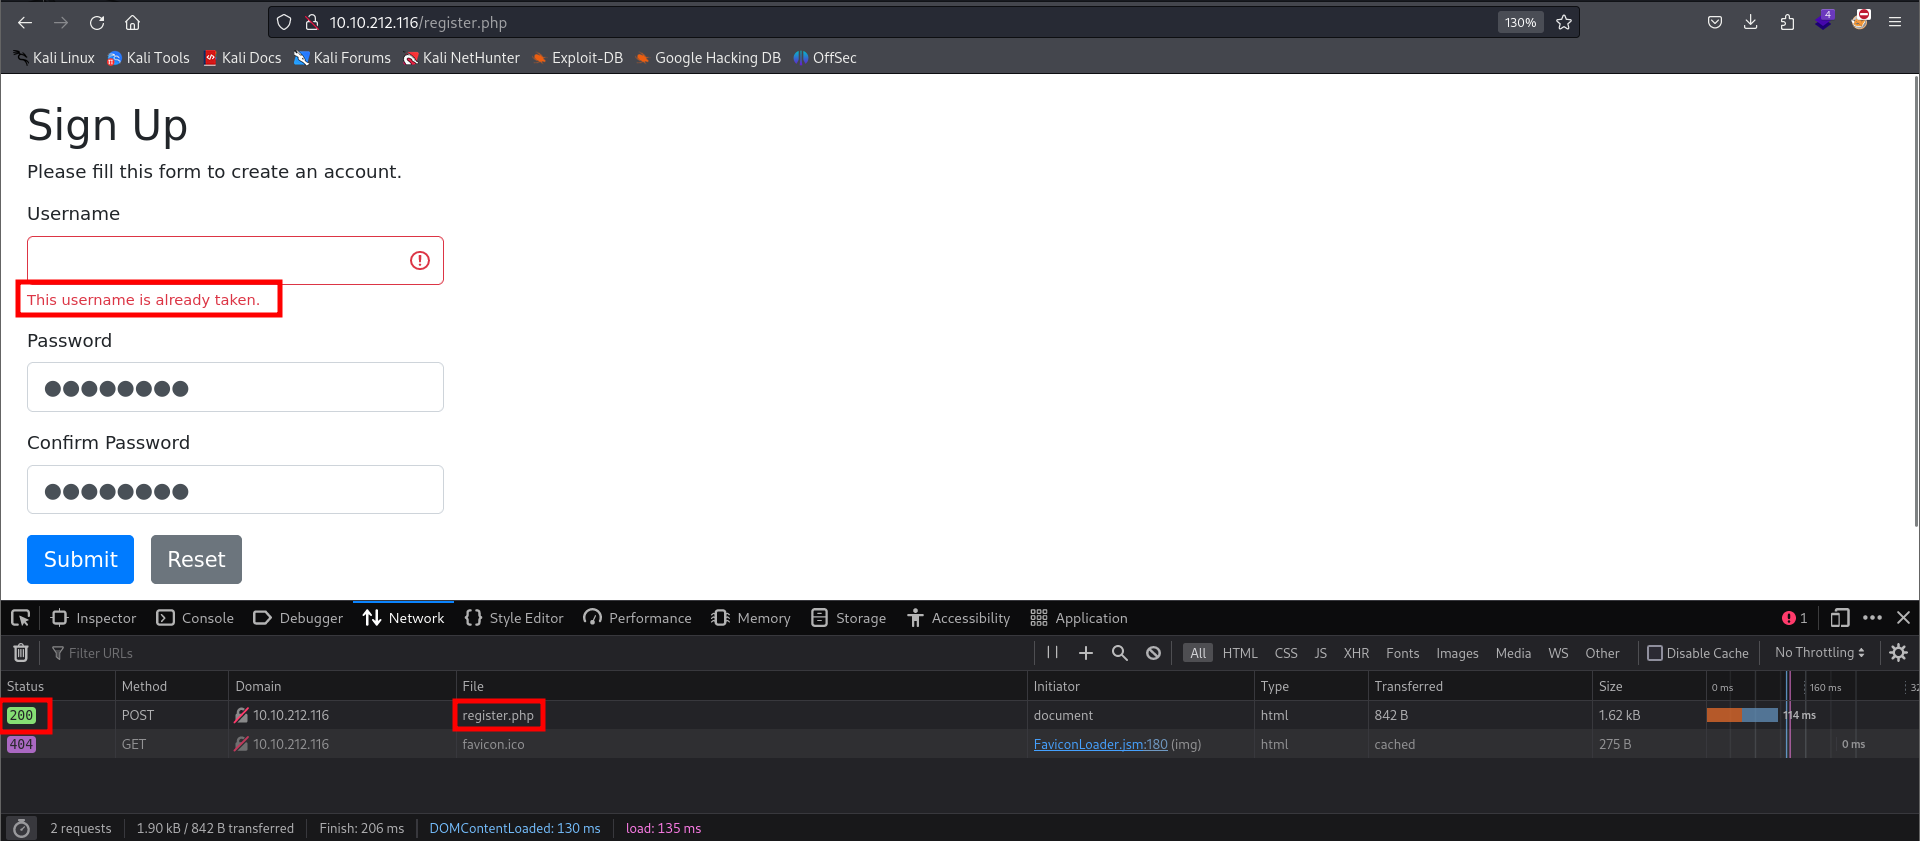 10.10.212.116/register.php 130% 4
Kali Linux Kali Tools Kali Docs Kali Forums Kali NetHunter Exploit-DB Google Hacking DB OffSec
Sign Up
Please fill this form to create an account.
Username
This username is already taken.
Password
Confirm Password
Submit Reset
Inspector Console Debugger Network {} Style Editor Performance Memory Storage Accessibility Application 1
Filter URLs All HTML CSS JS XHR Fonts Images Media WS Other Disable Cache No Throttling
Status Method Domain File Initiator Type Transferred Size 0 ms 160 ms 32
200 POST 10.10.212.116 register.php document html 842 B 1.62 kB 114 ms
404 GET 10.10.212.116 favicon.ico FaviconLoader.jsm:180 (img) html cached 275 B 0 ms
2 requests 1.90 kB / 842 B transferred Finish: 206 ms DOMContentLoaded: 130 ms load: 135 ms